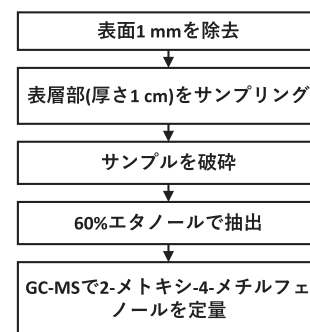 表面1 mmを除去
表層部(厚さ1 cm)をサンプリング
サンプルを破砕
60%エタノールで抽出
GC-MSで2-メトキシ-4-メチルフェ
ノールを定量